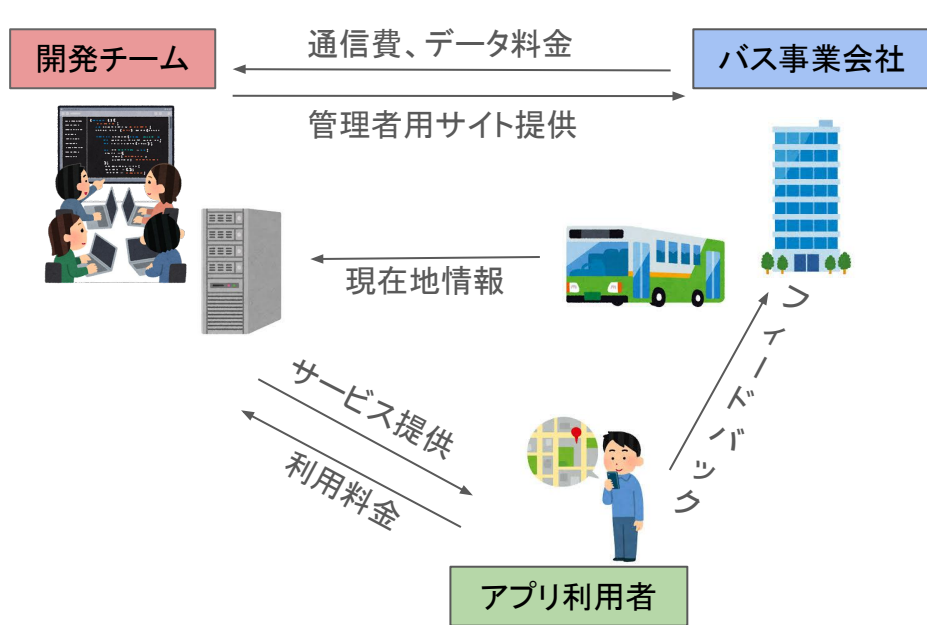 開発チーム
通信費、データ料金
バス事業会社
管理者用サイト提供
現在地情報
フィードバック
サービス提供
利用料金
アプリ利用者